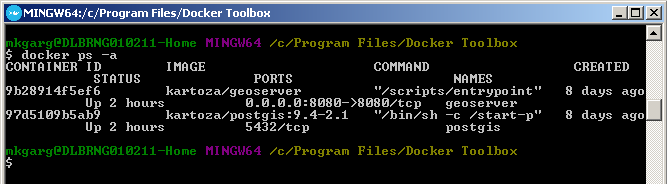 MINGW64:/c/Program Files/Docker Toolbox
mkgarg@DLBRNG010211-Home MINGW64 /c/Program Files/Docker Toolbox
$ docker ps -a
CONTAINER ID        IMAGE                     COMMAND                  CREATED
             STATUS              PORTS                    NAMES
9b28914f5ef6        kartoza/geoserver         "/scripts/entrypoint"    8 days ago
            Up 2 hours          0.0.0.0:8080->8080/tcp   geoserver
97d5109b5ab9        kartoza/postgis:9.4-2.1   "/bin/sh -c /start-p"    8 days ago
            Up 2 hours          5432/tcp                 postgis
mkgarg@DLBRNG010211-Home MINGW64 /c/Program Files/Docker Toolbox
$